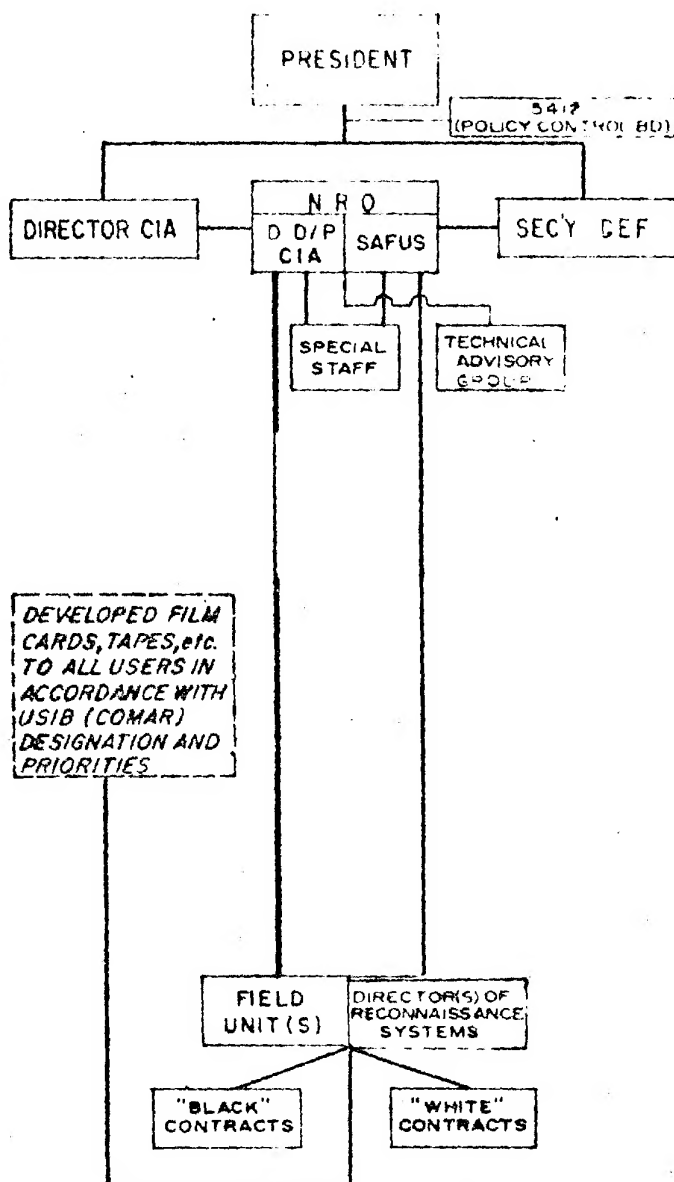 PRESIDENT
5412
(POLICY CONTROL BD)
DIRECTOR CIA
N R O
D D/P
CIA
SAFUS
SEC'Y DEF
SPECIAL
STAFF
TECHNICAL
ADVISORY
GROUP
DEVELOPED FILM
CARDS, TAPES, etc.
TO ALL USERS IN
ACCORDANCE WITH
USIB (COMAR)
DESIGNATION AND
PRIORITIES
FIELD
UNIT(S)
DIRECTOR(S) OF
RECONNAISSANCE
SYSTEMS
"BLACK"
CONTRACTS
"WHITE"
CONTRACTS